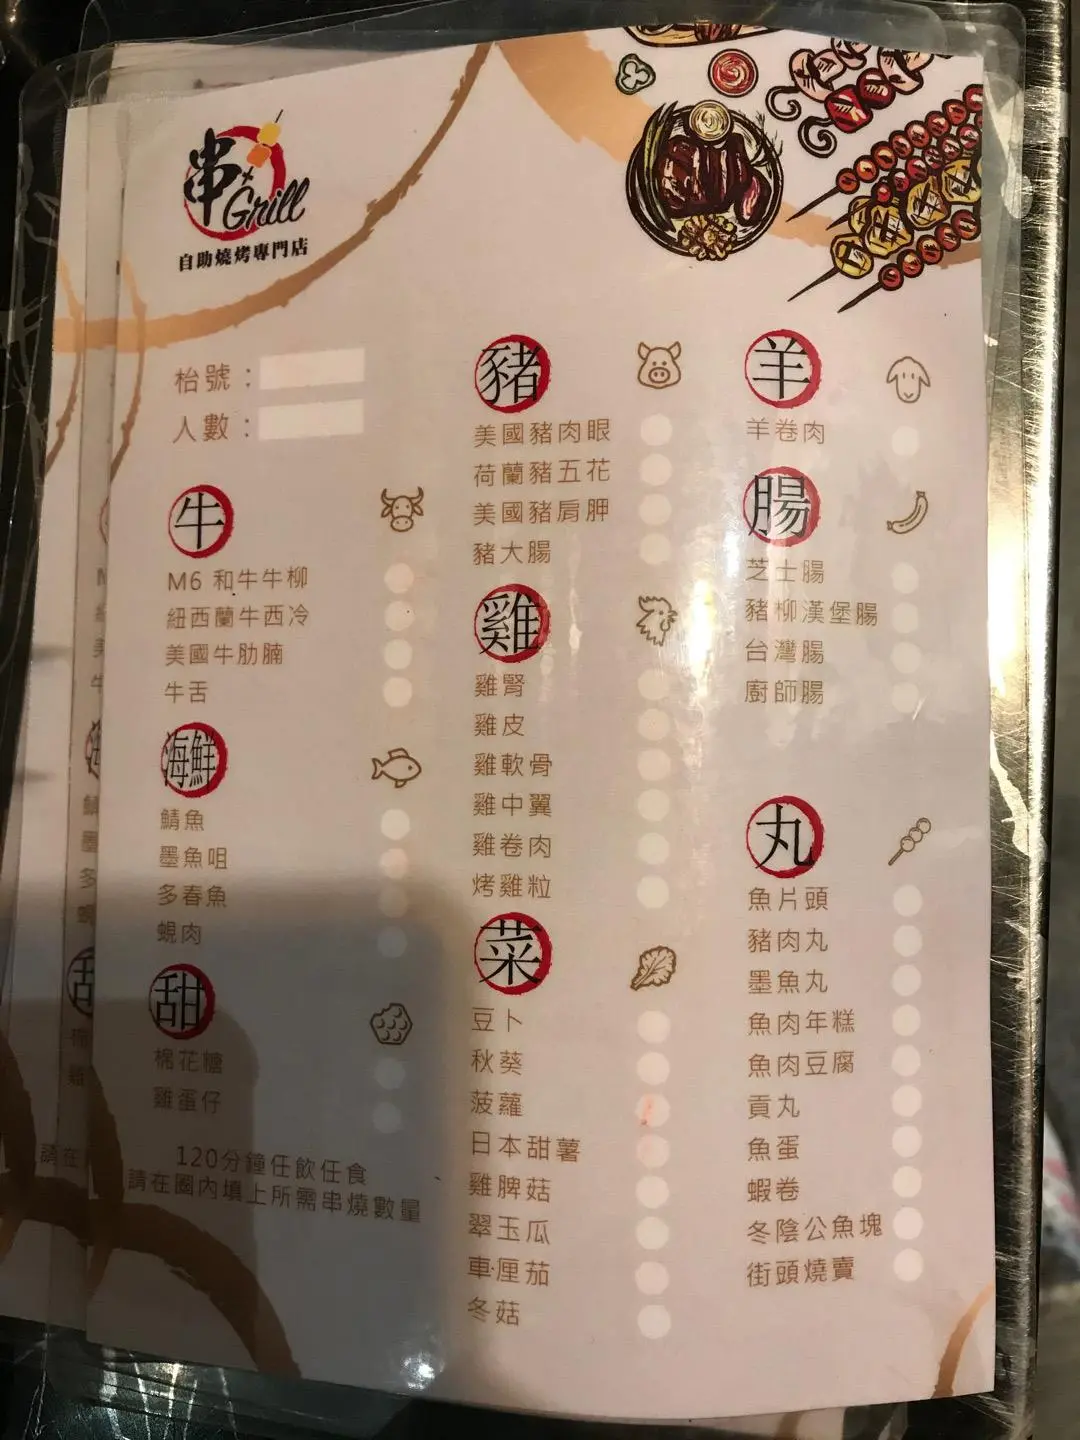 串
Grill
自助燒烤專門店
枱號：
人數：
牛
M6 和牛牛柳
紐西蘭牛西冷
美國牛肋腩
牛舌
海鮮
鯖魚
墨魚咀
多春魚
蜆肉
甜
棉花糖
雞蛋仔
120分鐘任飲任食
請在圈內填上所需串燒數量
豬
美國豬肉眼
荷蘭豬五花
美國豬肩胛
豬大腸
雞
雞腎
雞皮
雞軟骨
雞中翼
雞卷肉
烤雞粒
菜
豆卜
秋葵
菠蘿
日本甜薯
雞脾菇
翠玉瓜
車厘茄
冬菇
羊
羊卷肉
腸
芝士腸
豬柳漢堡腸
台灣腸
廚師腸
丸
魚片頭
豬肉丸
墨魚丸
魚肉年糕
魚肉豆腐
貢丸
魚蛋
蝦卷
冬陰公魚塊
街頭燒賣